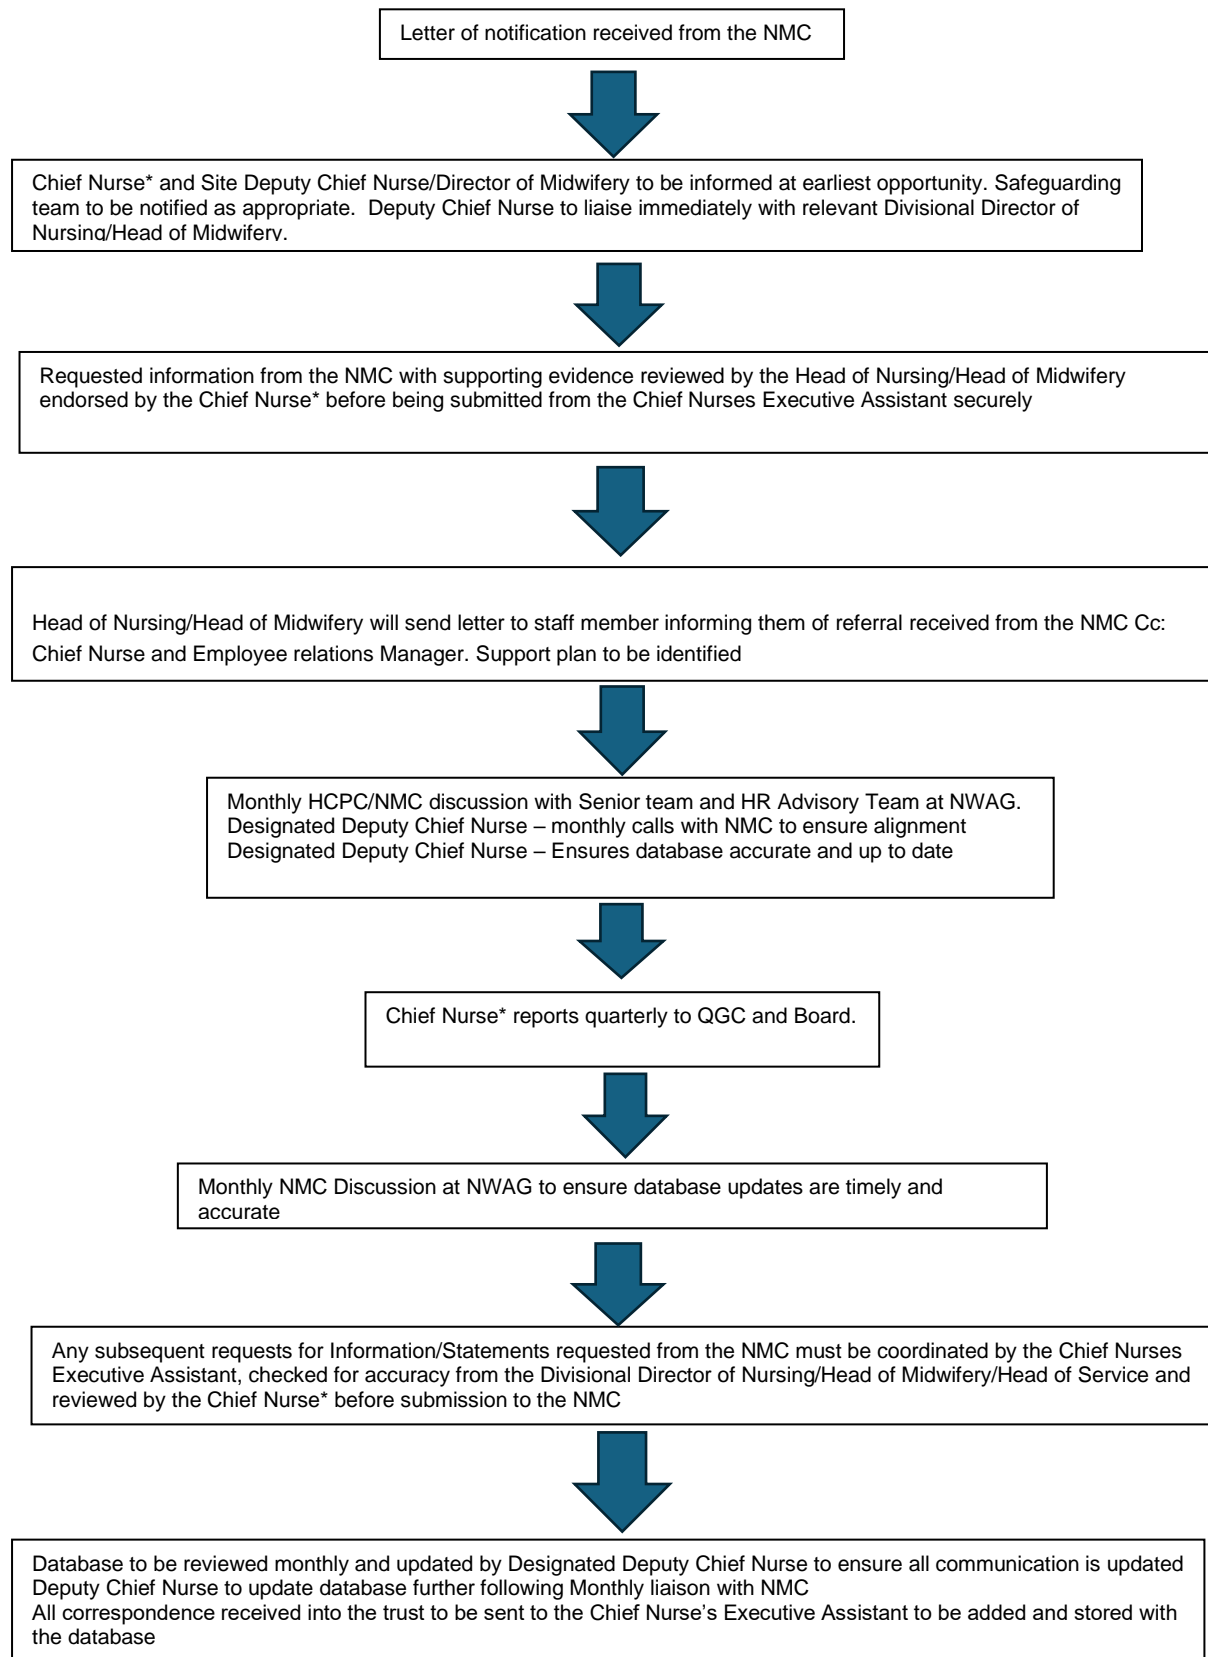 Letter of notification received from the NMC
Chief Nurse* and Site Deputy Chief Nurse/Director of Midwifery to be informed at earliest opportunity. Safeguarding
team to be notified as appropriate.  Deputy Chief Nurse to liaise immediately with relevant Divisional Director of
Nursing/Head of Midwifery.
Requested information from the NMC with supporting evidence reviewed by the Head of Nursing/Head of Midwifery
endorsed by the Chief Nurse* before being submitted from the Chief Nurses Executive Assistant securely
Head of Nursing/Head of Midwifery will send letter to staff member informing them of referral received from the NMC Cc:
Chief Nurse and Employee relations Manager. Support plan to be identified
Monthly HCPC/NMC discussion with Senior team and HR Advisory Team at NWAG.
Designated Deputy Chief Nurse – monthly calls with NMC to ensure alignment
Designated Deputy Chief Nurse – Ensures database accurate and up to date
Chief Nurse* reports quarterly to QGC and Board.
Monthly NMC Discussion at NWAG to ensure database updates are timely and
accurate
Any subsequent requests for Information/Statements requested from the NMC must be coordinated by the Chief Nurses
Executive Assistant, checked for accuracy from the Divisional Director of Nursing/Head of Midwifery/Head of Service and
reviewed by the Chief Nurse* before submission to the NMC
Database to be reviewed monthly and updated by Designated Deputy Chief Nurse to ensure all communication is updated
Deputy Chief Nurse to update database further following Monthly liaison with NMC
All correspondence received into the trust to be sent to the Chief Nurse's Executive Assistant to be added and stored with
the database